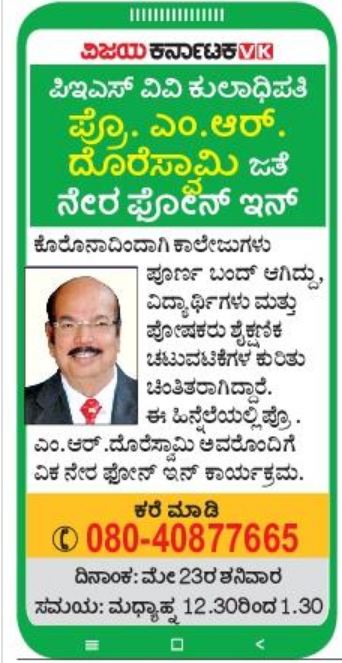 ವಿಜಯ ಕರ್ನಾಟಕ VK
ಪಿಇಎಸ್ ವಿವಿ ಕುಲಾಧಿಪತಿ
ಪ್ರೊ. ಎಂ.ಆರ್.
ದೊರೆಸ್ವಾಮಿ ಜತೆ
ನೇರ ಫೋನ್ ಇನ್
ಕೊರೊನಾದಿಂದಾಗಿ ಕಾಲೇಜುಗಳು
ಪೂರ್ಣ ಬಂದ್ ಆಗಿದ್ದು,
ವಿದ್ಯಾರ್ಥಿಗಳು ಮತ್ತು
ಪೋಷಕರು ಶೈಕ್ಷಣಿಕ
ಚಟುವಟಿಕೆಗಳ ಕುರಿತು
ಚಿಂತಿತರಾಗಿದ್ದಾರೆ.
ಈ ಹಿನ್ನೆಲೆಯಲ್ಲಿ ಪ್ರೊ .
ಎಂ.ಆರ್ .ದೊರೆಸ್ವಾಮಿ ಅವರೊಂದಿಗೆ
ವಿಕ ನೇರ ಫೋನ್ ಇನ್ ಕಾರ್ಯಕ್ರಮ.
ಕರೆ ಮಾಡಿ
080-40877665
ದಿನಾಂಕ: ಮೇ 23ರ ಶನಿವಾರ
ಸಮಯ: ಮಧ್ಯಾಹ್ನ 12.30ರಿಂದ 1.30